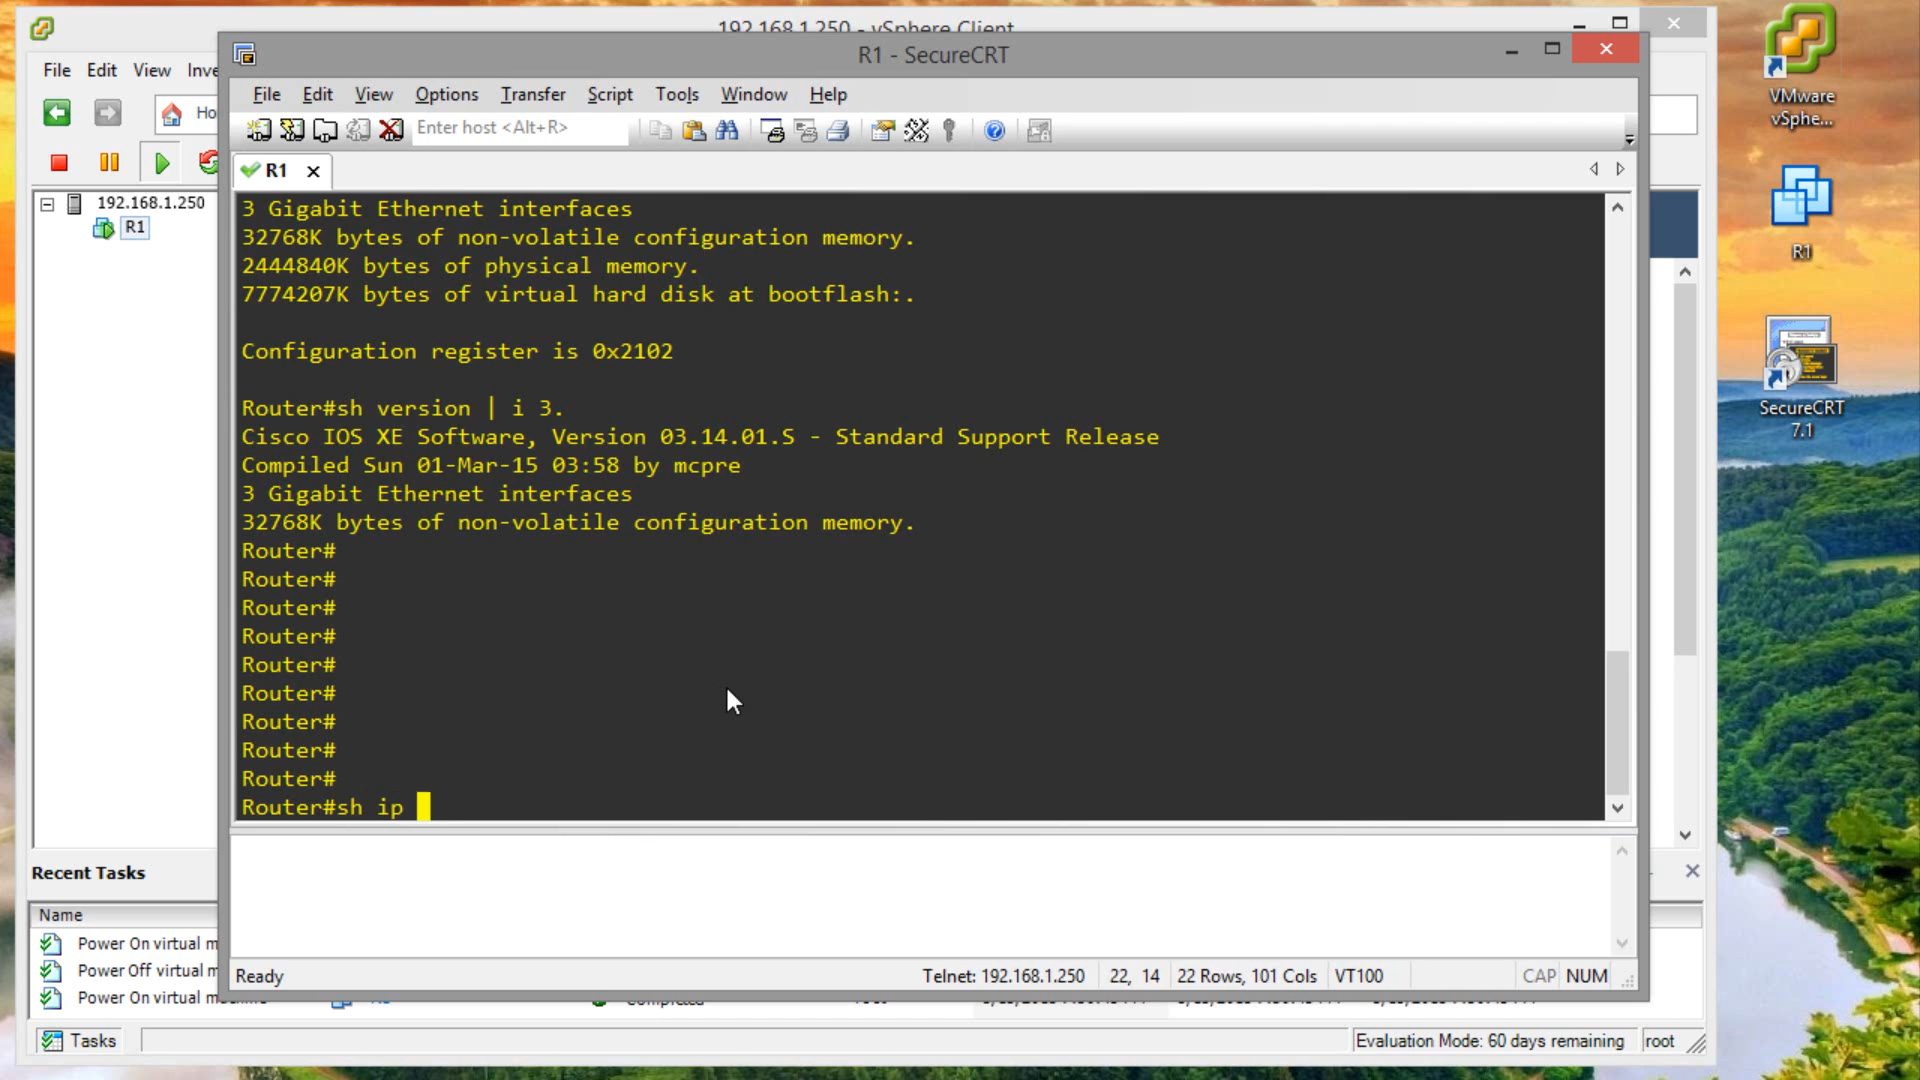 192.168.1.250 - vSphere Client
R1 - SecureCRT
File Edit View Inve
File Edit View Options Transfer Script Tools Window Help
Ho
Enter host <Alt+R>
R1
192.168.1.250
R1
3 Gigabit Ethernet interfaces
32768K bytes of non-volatile configuration memory.
2444840K bytes of physical memory.
7774207K bytes of virtual hard disk at bootflash:.
Configuration register is 0x2102
Router#sh version | i 3.
Cisco IOS XE Software, Version 03.14.01.S - Standard Support Release
Compiled Sun 01-Mar-15 03:58 by mcpre
3 Gigabit Ethernet interfaces
32768K bytes of non-volatile configuration memory.
Router#
Router#
Router#
Router#
Router#
Router#
Router#
Router#
Router#
Router#sh ip
Ready
Telnet: 192.168.1.250 22, 14 22 Rows, 101 Cols VT100 CAP NUM
Recent Tasks
Name
Power On virtual m
Power Off virtual m
Power On virtual
Tasks
Evaluation Mode: 60 days remaining root
VMware
vSphe...
R1
SecureCRT
7.1